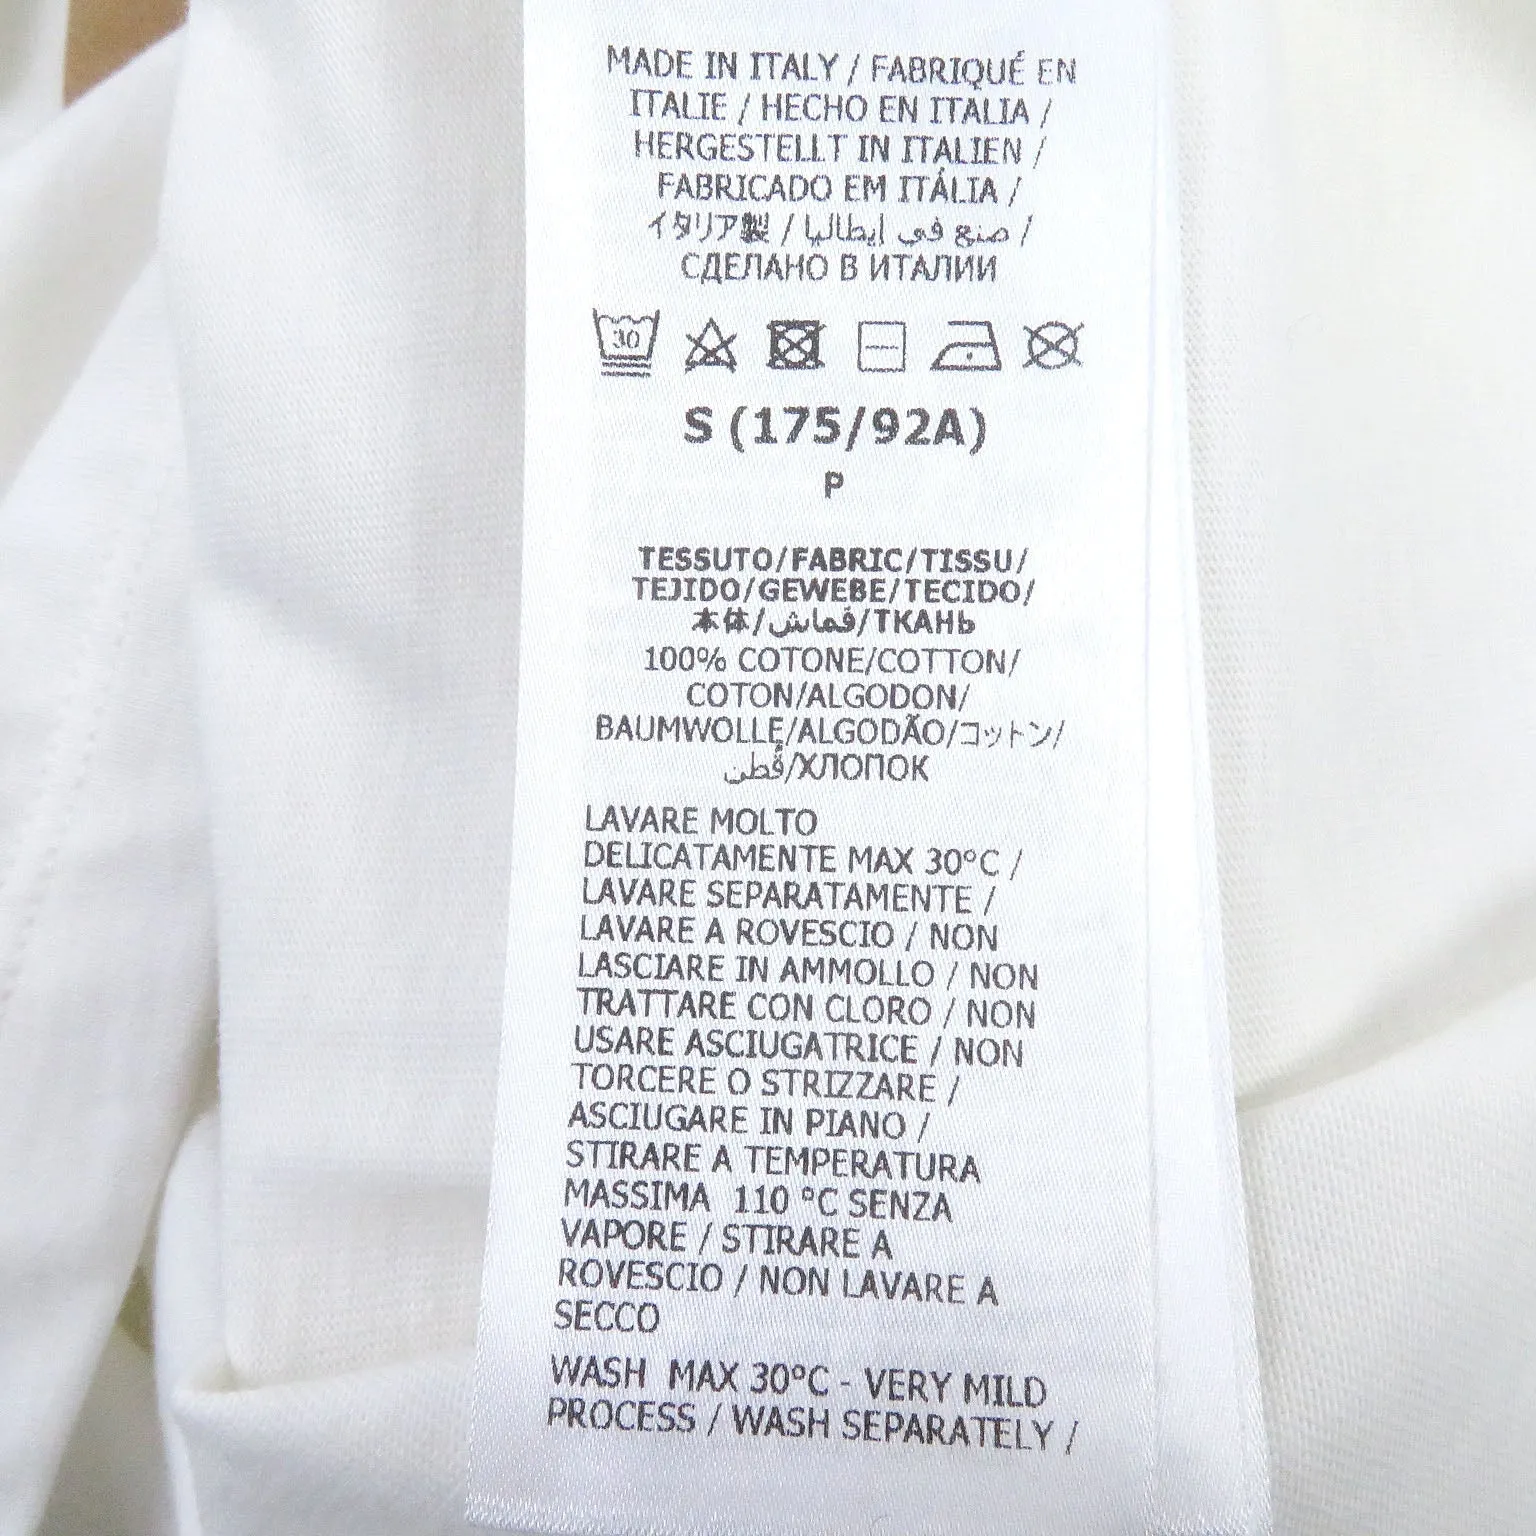 MADE IN ITALY / FABRIQUÉ EN
ITALIE / HECHO EN ITALIA /
HERGESTELLT IN ITALIEN /
FABRICADO EM ITÁLIA /
イタリア製 / صنع في إيطاليا /
СДЕЛАНО В ИТАЛИИ
30
S (175/92A)
P
TESSUTO/FABRIC/TISSU/
TEJIDO/GEWEBE/TECIDO/
本体/قماش/ТКАНЬ
100% COTONE/COTTON/
COTON/ALGODON/
BAUMWOLLE/ALGODÃO/コットン/
قُطن/ХЛОПОК
LAVARE MOLTO
DELICATAMENTE MAX 30°C /
LAVARE SEPARATAMENTE /
LAVARE A ROVESCIO / NON
LASCIARE IN AMMOLLO / NON
TRATTARE CON CLORO / NON
USARE ASCIUGATRICE / NON
TORCERE O STRIZZARE /
ASCIUGARE IN PIANO /
STIRARE A TEMPERATURA
MASSIMA 110 °C SENZA
VAPORE / STIRARE A
ROVESCIO / NON LAVARE A
SECCO
WASH MAX 30°C - VERY MILD
PROCESS / WASH SEPARATELY /